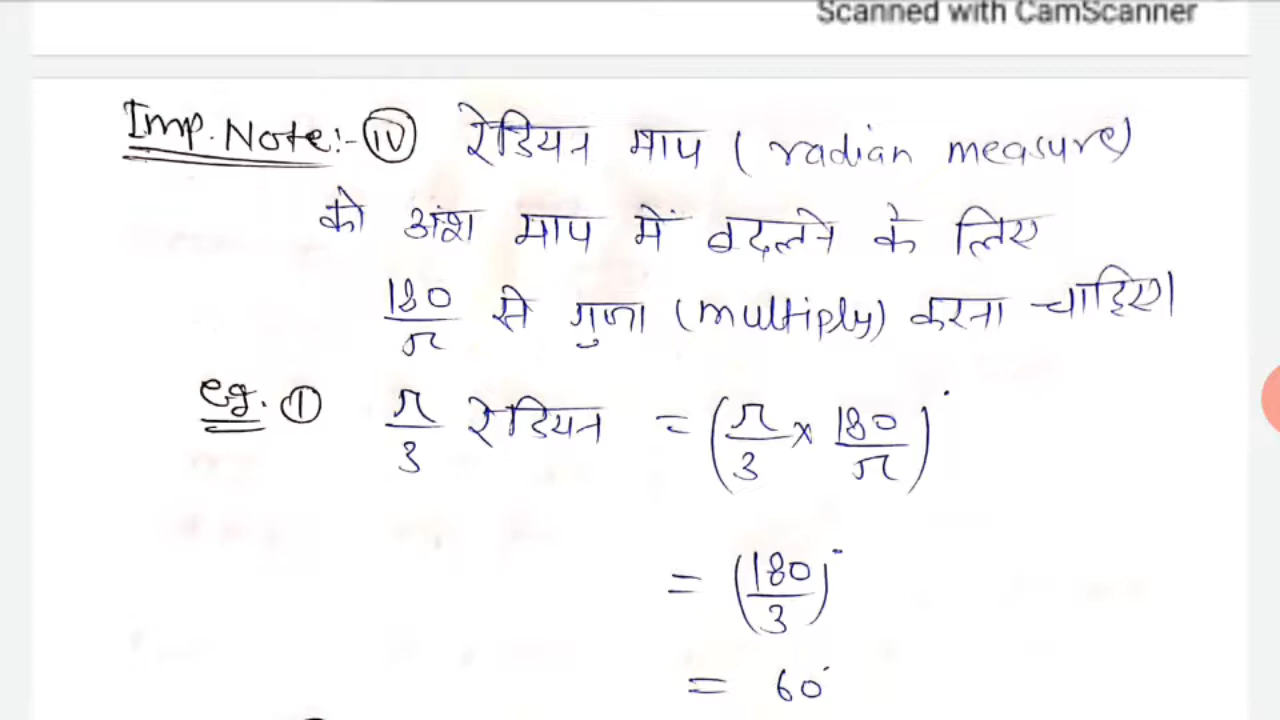 Scanned with CamScanner
Imp. Note:- (iv) रेडियन माप (radian measure)
को अंश माप में बदलने के लिए
180/π से गुणा (multiply) करना चाहिए।
eg. ① π/3 रेडियन = (π/3 × 180/π)°
= (180/3)°
= 60°